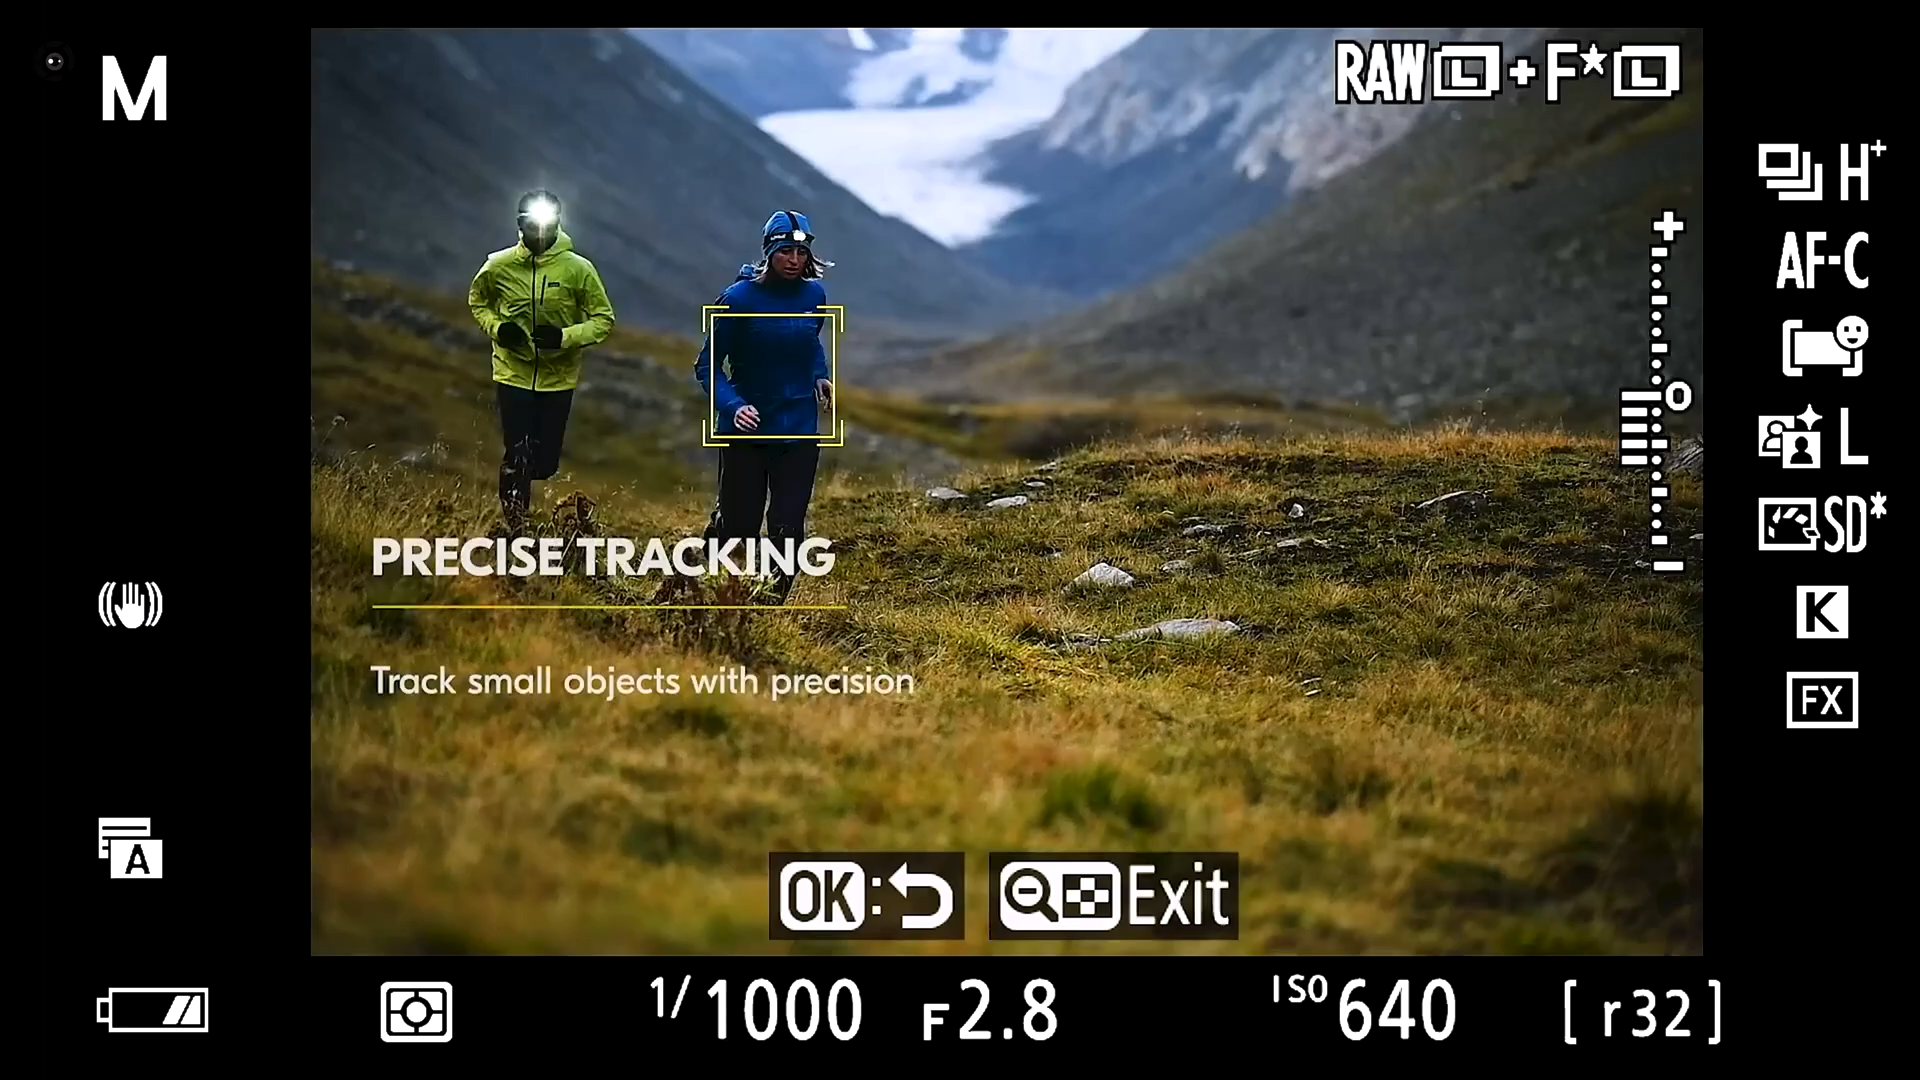 M
RAW L + F★ L
H+
AF-C
L
SD*
K
FX
+
0
−
PRECISE TRACKING
Track small objects with precision
A
OK: Exit
1/1000 F2.8 ISO 640 [ r32 ]